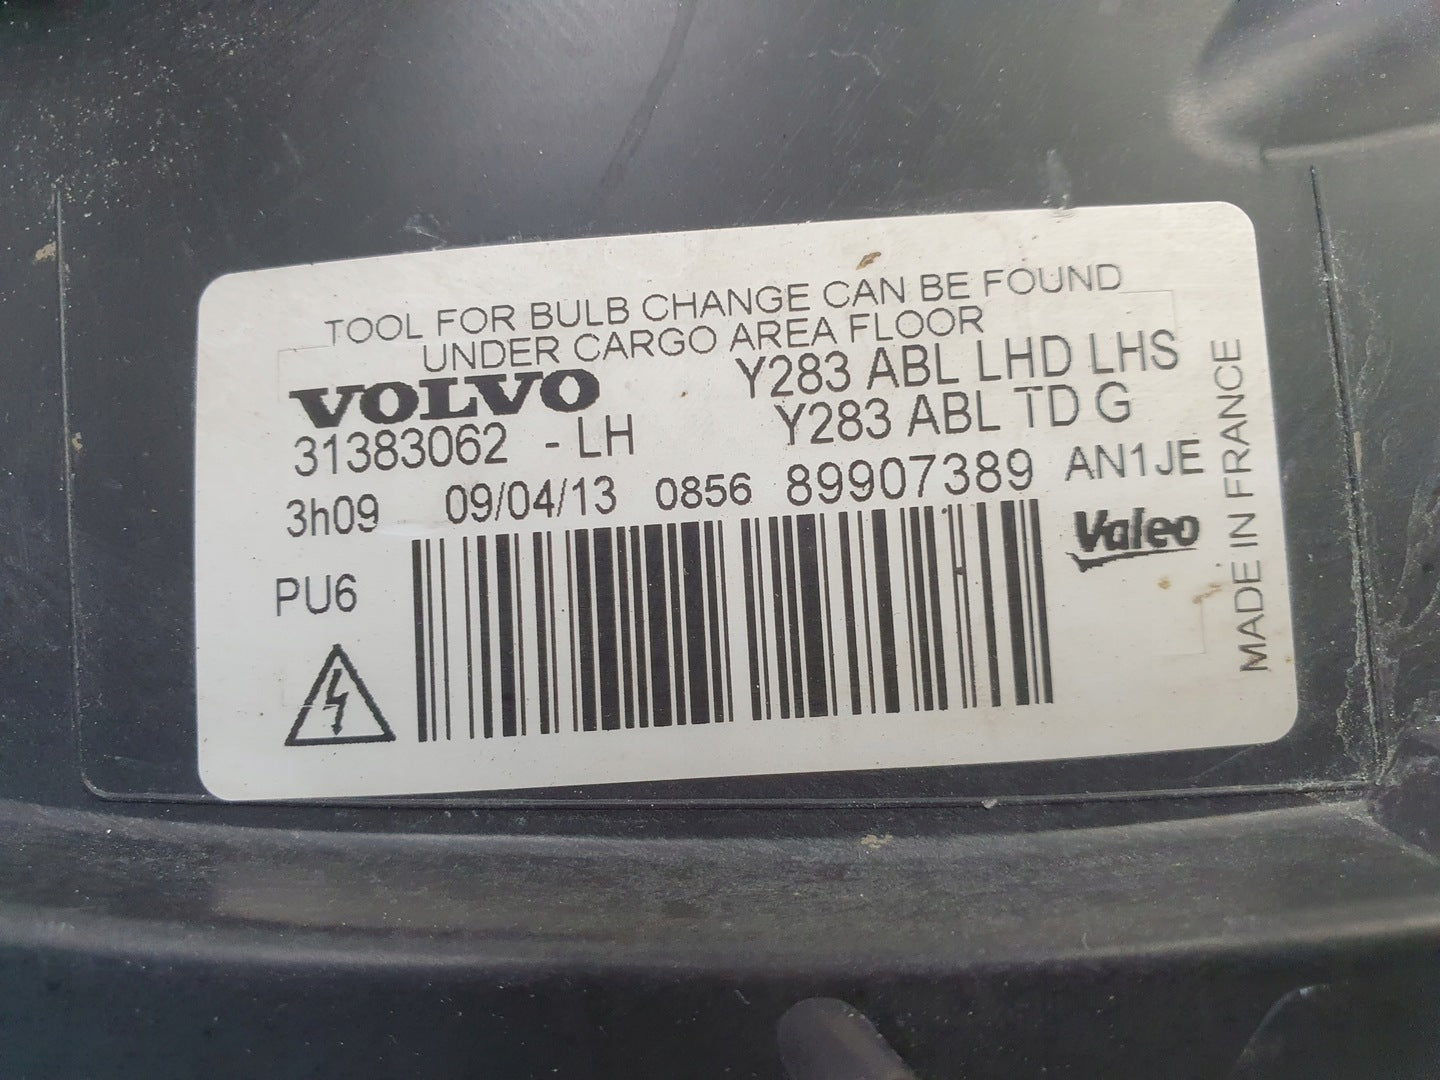 TOOL FOR BULB CHANGE CAN BE FOUND
UNDER CARGO AREA FLOOR
VOLVO
Y283 ABL LHD LHS
31383062 - LH
Y283 ABL TD G
3h09 09/04/13 0856 89907389 AN1JE
Valeo
PU6
MADE IN FRANCE